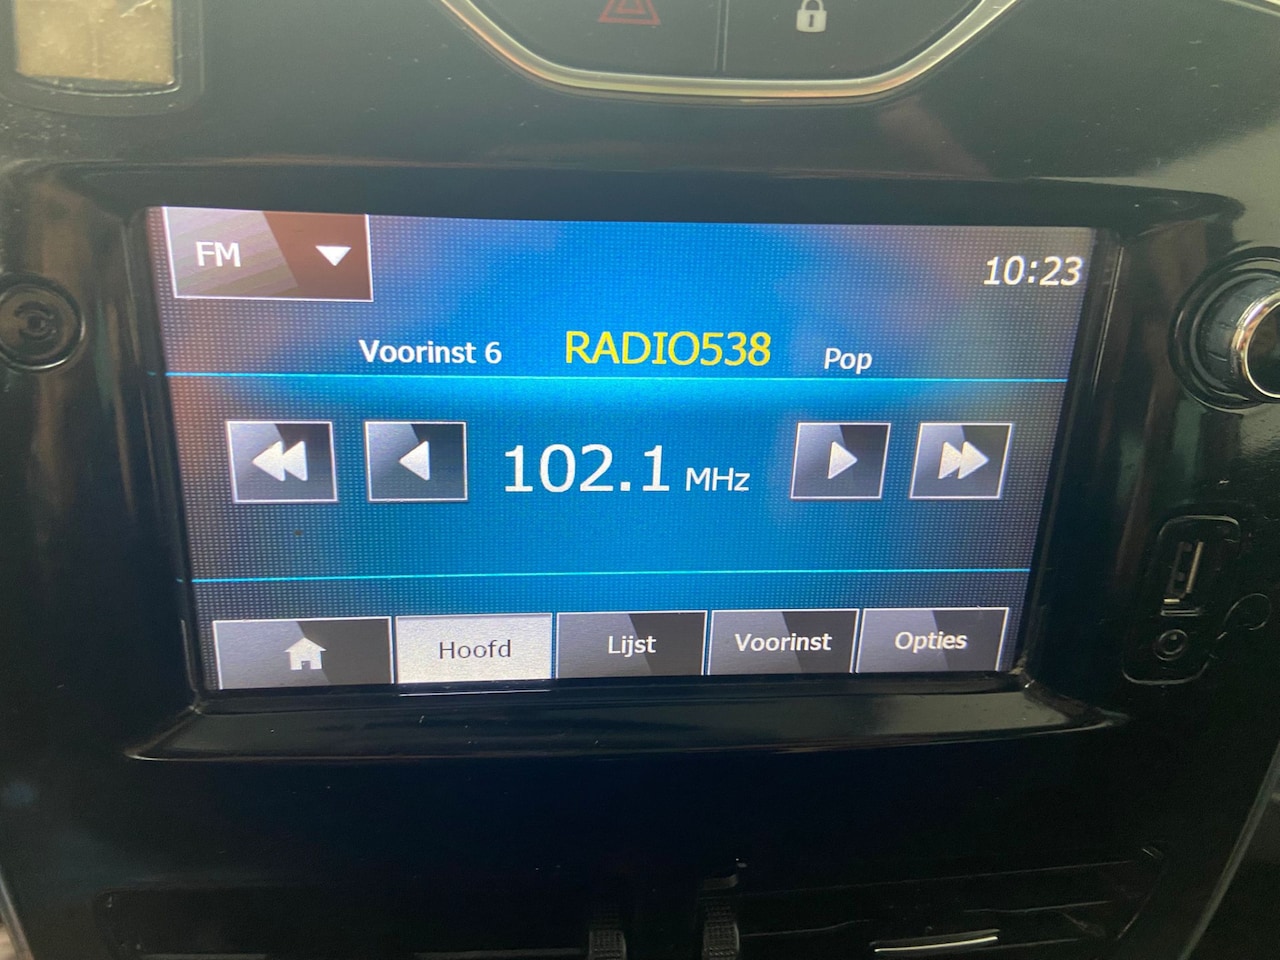 FM
10:23
Voorinst 6 RADIO538 Pop
102.1 MHz
Hoofd Lijst Voorinst Opties